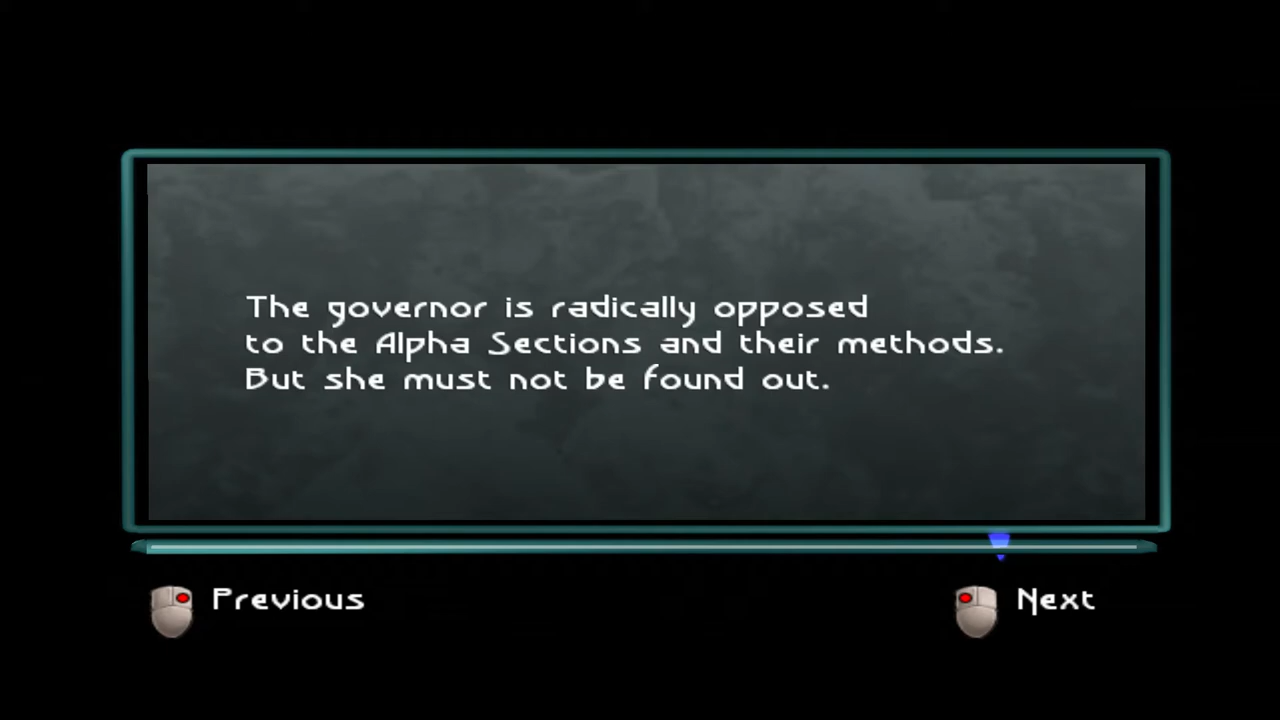 The governor is radically opposed
to the Alpha Sections and their methods.
But she must not be found out.
Previous
Next